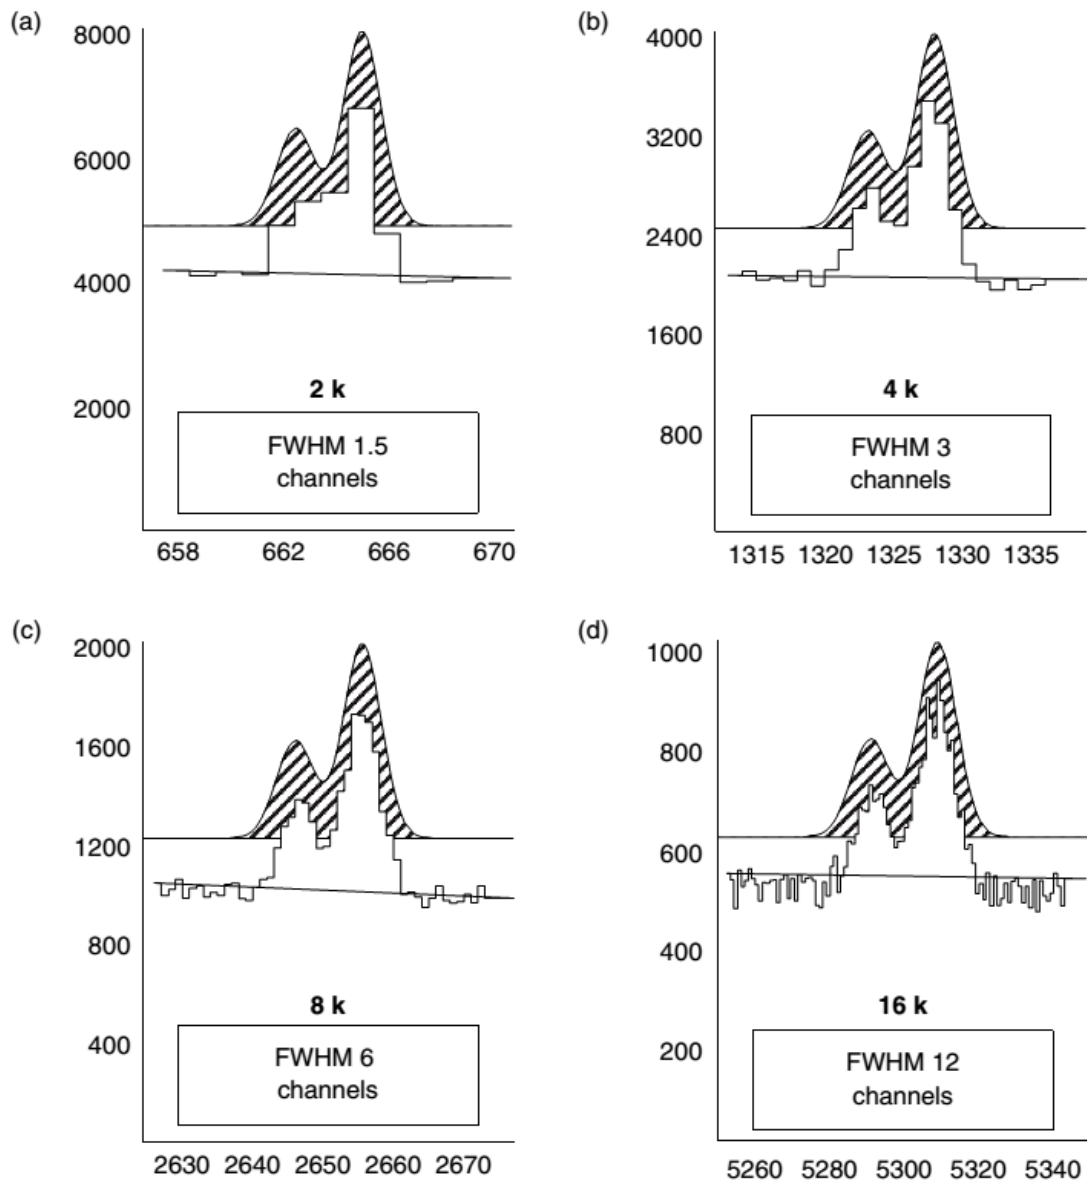 (a)
8000
6000
4000
2000
2 k
FWHM 1.5
channels
658 662 666 670
(b)
4000
3200
2400
1600
800
4 k
FWHM 3
channels
1315 1320 1325 1330 1335
(c)
2000
1600
1200
800
400
8 k
FWHM 6
channels
2630 2640 2650 2660 2670
(d)
1000
800
600
400
200
16 k
FWHM 12
channels
5260 5280 5300 5320 5340